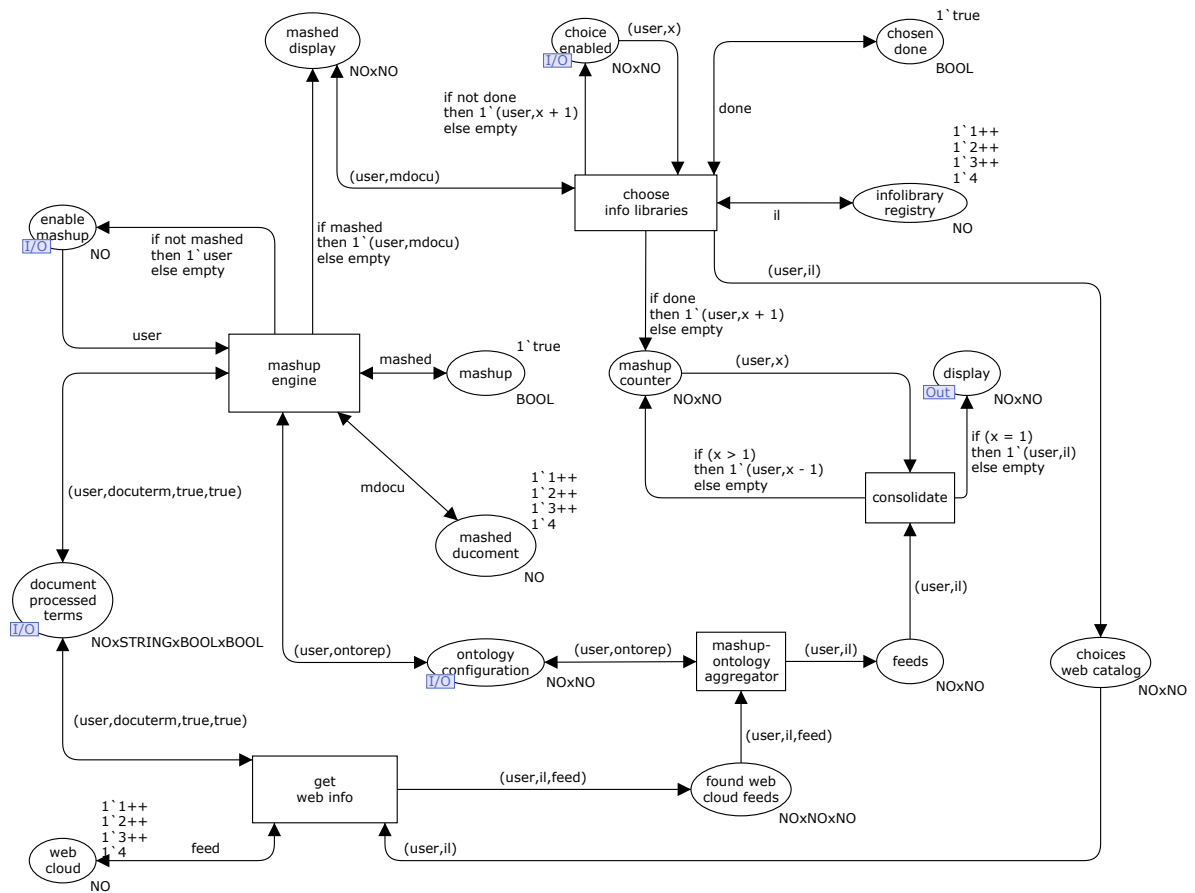 mashed
display
NOxNO
choice
enabled
I/O
NOxNO
(user,x)
1`true
chosen
done
BOOL
if not done
then 1`(user,x + 1)
else empty
done
1`1++
1`2++
1`3++
1`4
(user,mdocu)
choose
info libraries
il
infolibrary
registry
NO
enable
mashup
I/O
NO
if not mashed
then 1`user
else empty
if mashed
then 1`(user,mdocu)
else empty
(user,il)
if done
then 1`(user,x + 1)
else empty
user
mashup
engine
mashed
1`true
mashup
BOOL
mashup
counter
NOxNO
(user,x)
display
Out
NOxNO
if (x > 1)
then 1`(user,x - 1)
else empty
if (x = 1)
then 1`(user,il)
else empty
consolidate
(user,docuterm,true,true)
mdocu
1`1++
1`2++
1`3++
1`4
mashed
ducoment
NO
document
processed
terms
I/O
NOxSTRINGxBOOLxBOOL
(user,il)
(user,ontorep)
ontology
configuration
I/O
NOxNO
(user,ontorep)
mashup-
ontology
aggregator
(user,il)
feeds
NOxNO
choices
web catalog
NOxNO
(user,docuterm,true,true)
(user,il,feed)
get
web info
(user,il,feed)
found web
cloud feeds
NOxNOxNO
1`1++
1`2++
1`3++
1`4
web
cloud
NO
feed
(user,il)